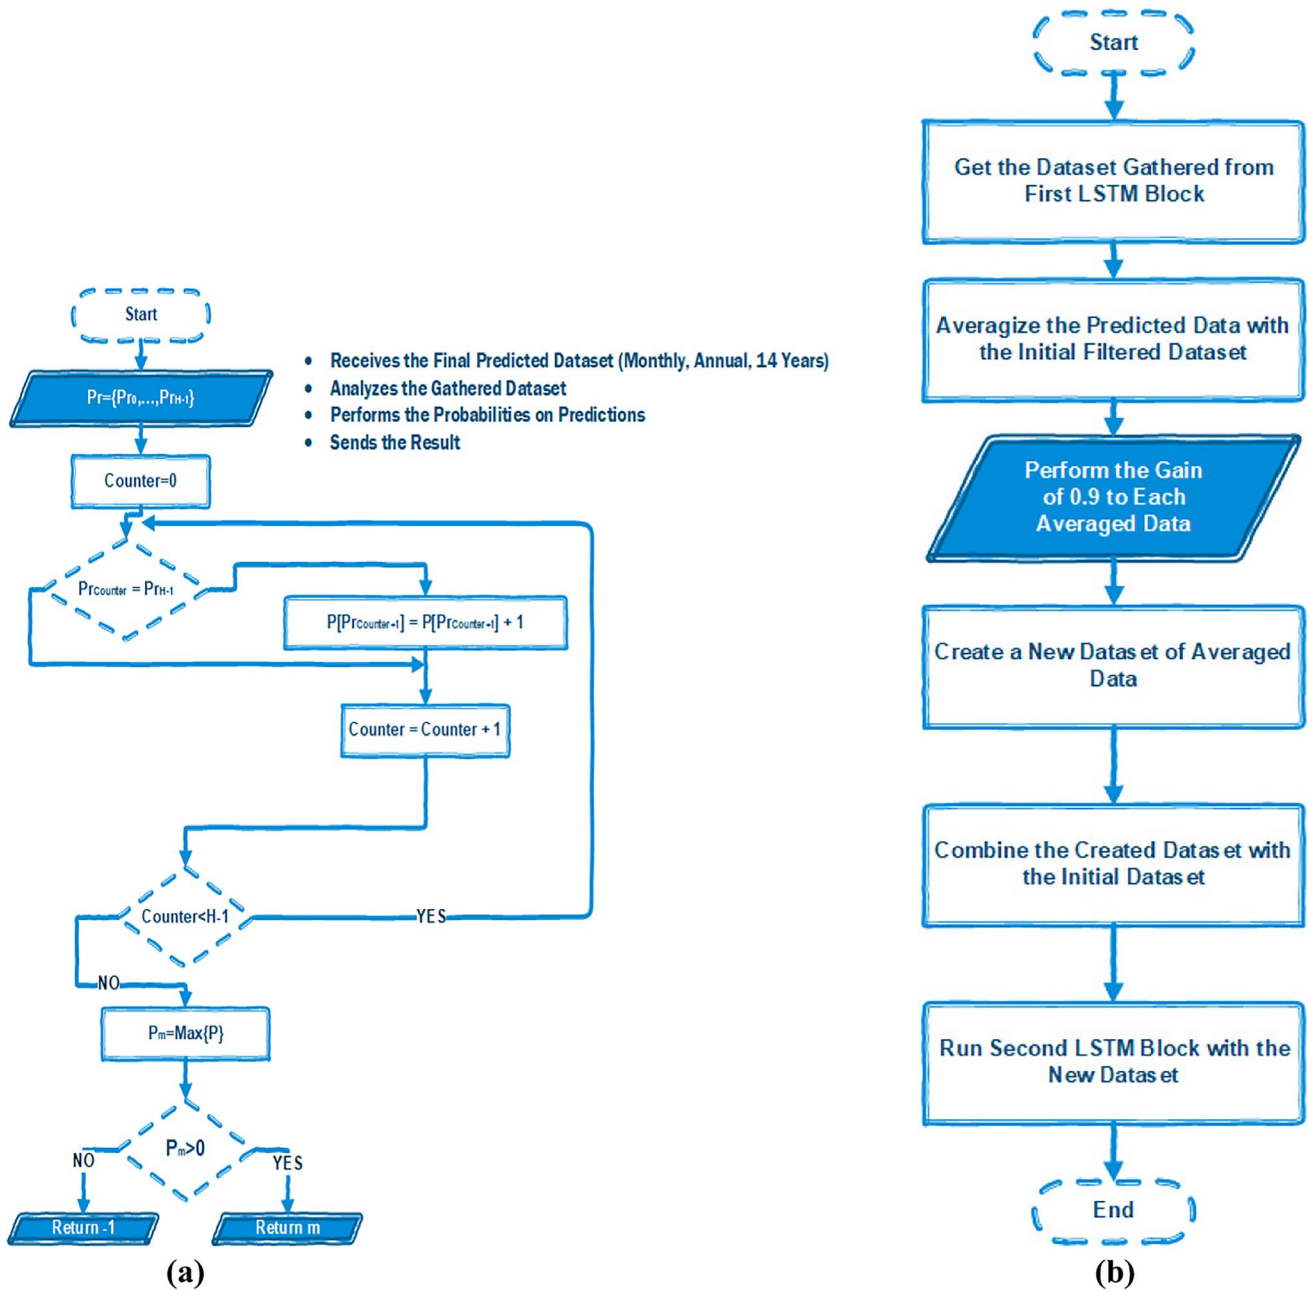 Start
Pr={Pr0,...,PrH-1}
• Receives the Final Predicted Dataset (Monthly, Annual, 14 Years)
• Analyzes the Gathered Dataset
• Performs the Probabilities on Predictions
• Sends the Result
Counter=0
PrCounter = PrH-1
P[PrCounter+1] = P[PrCounter+1] + 1
Counter = Counter + 1
Counter<H-1
YES
NO
Pm=Max{P}
Pm>0
NO
YES
Return -1
Return m
(a)
Start
Get the Dataset Gathered from
First LSTM Block
Averagize the Predicted Data with
the Initial Filtered Dataset
Perform the Gain
of 0.9 to Each
Averaged Data
Create a New Dataset of Averaged
Data
Combine the Created Dataset with
the Initial Dataset
Run Second LSTM Block with the
New Dataset
End
(b)